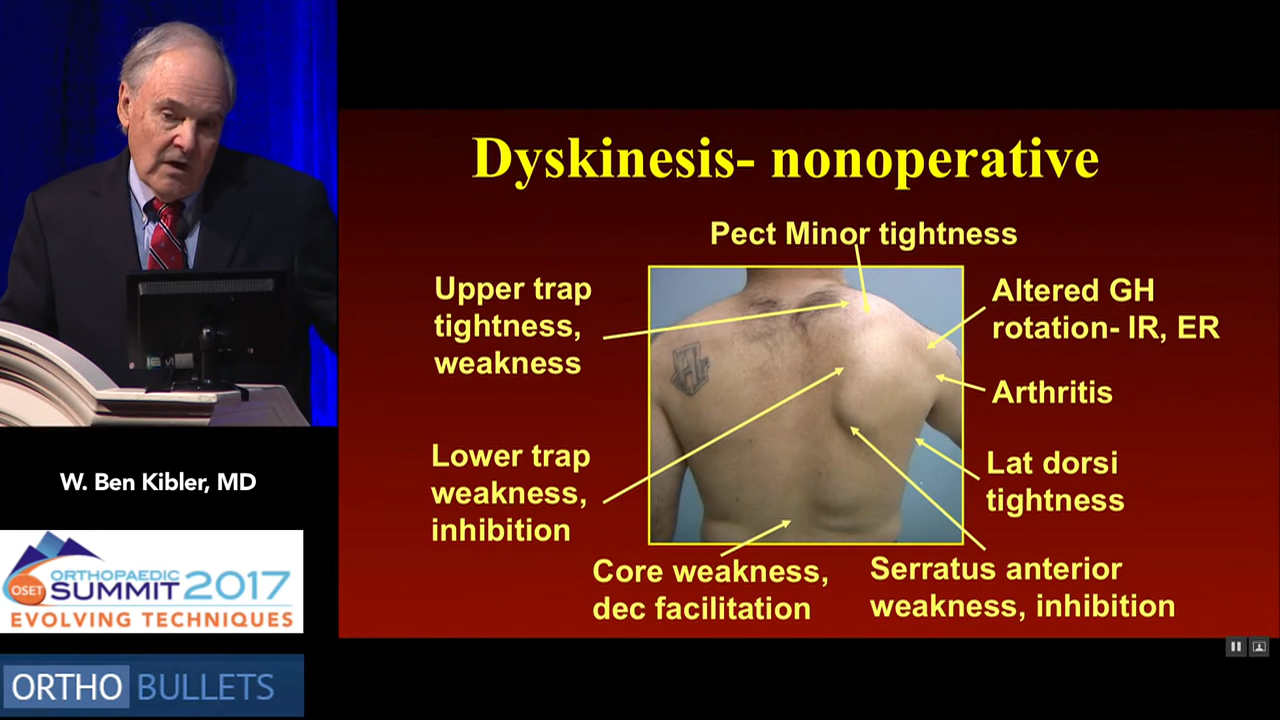 Dyskinesis- nonoperative
Pect Minor tightness
Upper trap
tightness,
weakness
Altered GH
rotation- IR, ER
Arthritis
Lower trap
weakness,
inhibition
Lat dorsi
tightness
Core weakness,
dec facilitation
Serratus anterior
weakness, inhibition
W. Ben Kibler, MD
OSET
ORTHOPAEDIC
SUMMIT 2017
EVOLVING TECHNIQUES
ORTHO BULLETS